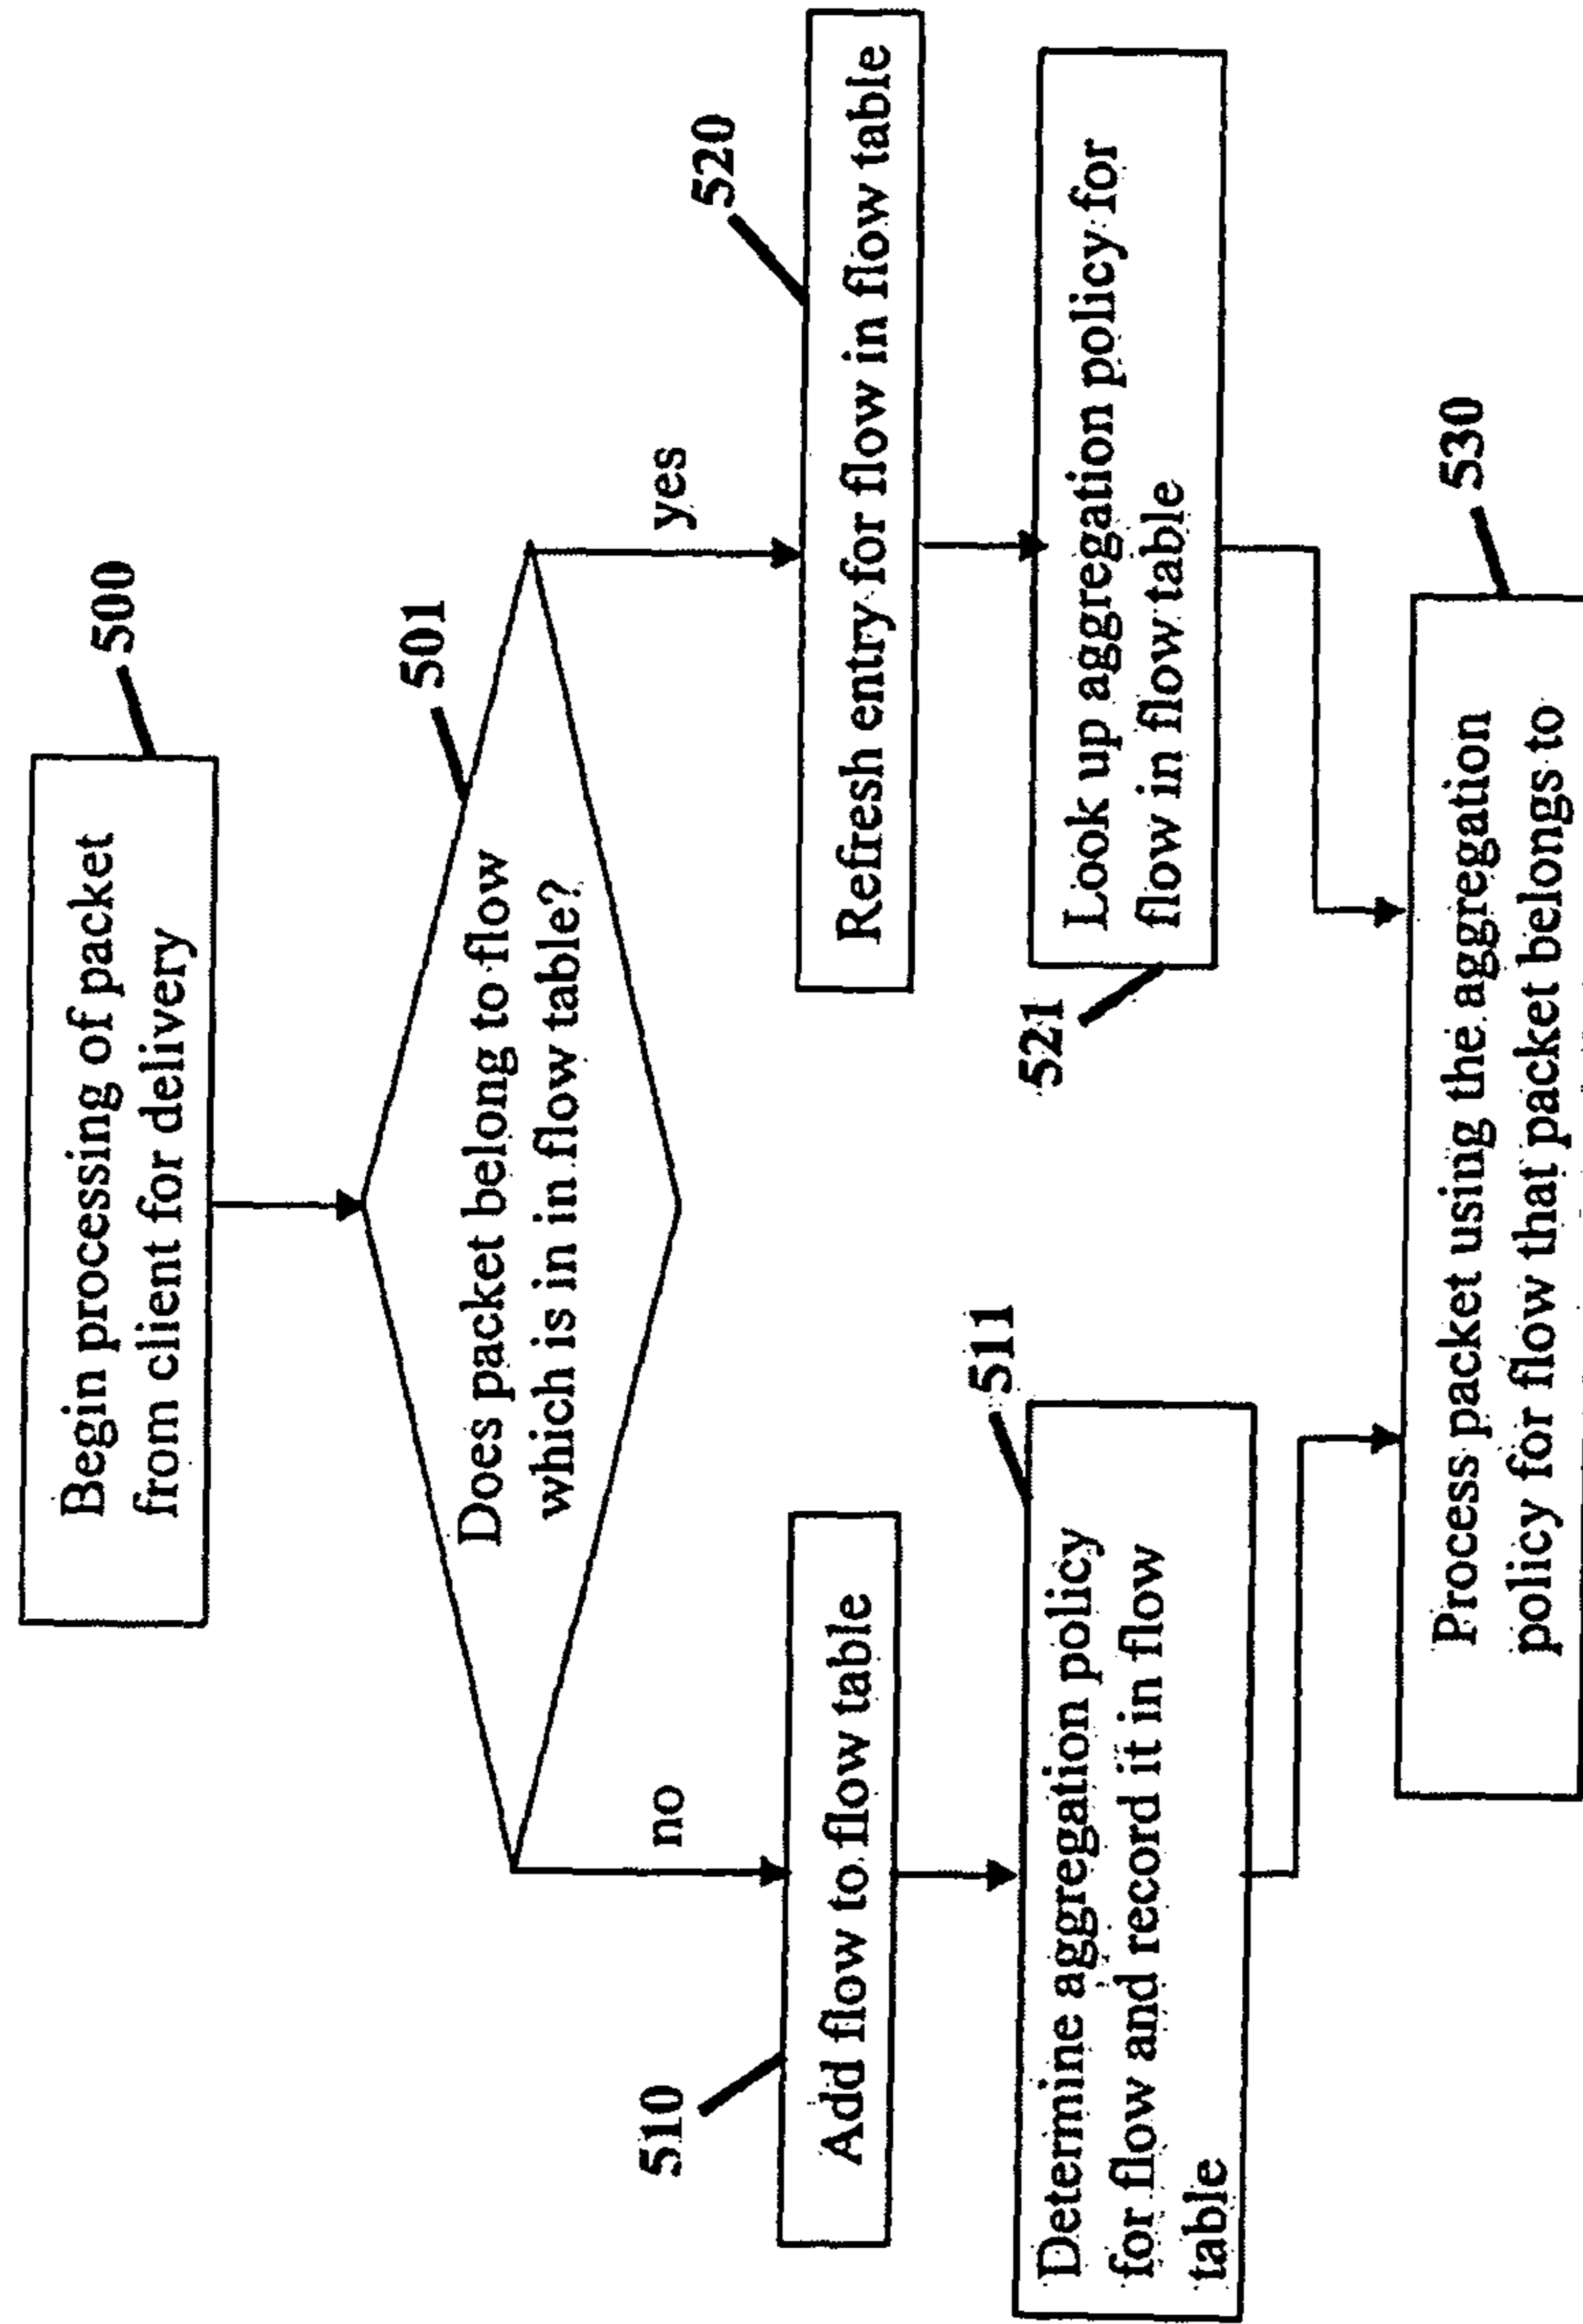 500
Begin processing of packet
from client for delivery
501
Does packet belong to flow
which is in in flow table?
no
yes
510
Add flow to flow table
520
Refresh entry for flow in flow table
511
Determine aggregation policy
for flow and record it in flow
table
521
Look up aggregation policy for
flow in flow table
530
Process packet using the aggregation
policy for flow that packet belongs to